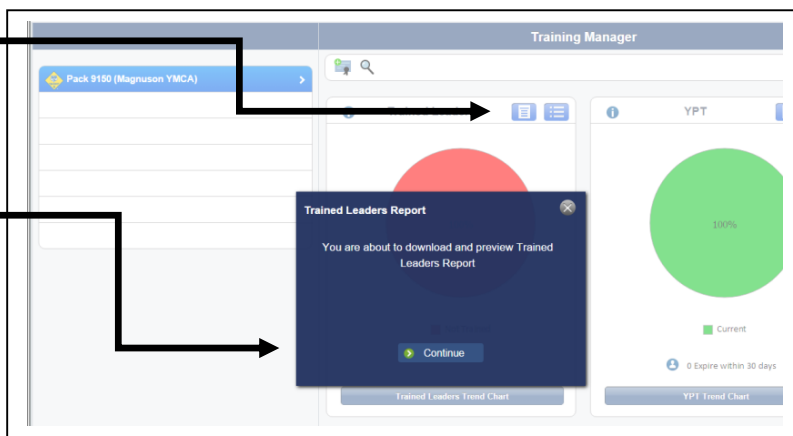 Training Manager
Pack 9150 (Magnuson YMCA)
YPT
Trained Leaders Report
You are about to download and preview Trained
Leaders Report
Continue
100%
Current
0 Expire within 30 days
Trained Leaders Trend Chart
YPT Trend Chart